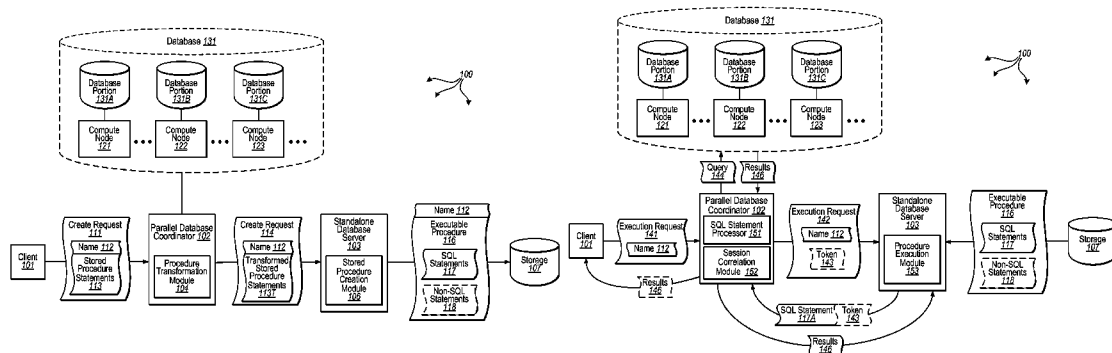 Database 131
Database
Portion
131A
Database
Portion
131B
Database
Portion
131C
100
Compute
Node
121
Compute
Node
122
Compute
Node
123
Create Request
111
Name 112
Stored Procedure
Statements
113
Client
101
Parallel Database
Coordinator 102
Procedure
Transformation Module
104
Create Request
114
Name 112
Transformed
Stored
Procedure
Statements
113T
Standalone
Database
Server
103
Stored
Procedure
Creation
Module
106
Name 112
Executable
Procedure
116
SQL
Statements
117
Non-SQL
Statements
118
Storage
107
Database 131
Database
Portion
131A
Database
Portion
131B
Database
Portion
131C
100
Compute
Node
121
Compute
Node
122
Compute
Node
123
Query
144
Results
146
Client
101
Execution Request
141
Name 112
Results
146
Parallel Database
Coordinator 102
SQL Statement
Processor 151
Session
Correlation
Module 152
Execution Request
142
Name 112
Token
143
Standalone
Database Server
103
Procedure
Execution
Module
153
Executable
Procedure
116
SQL
Statements
117
Non-SQL
Statements
118
Storage
107
SQL Statement
117A
Token
143
Results
146